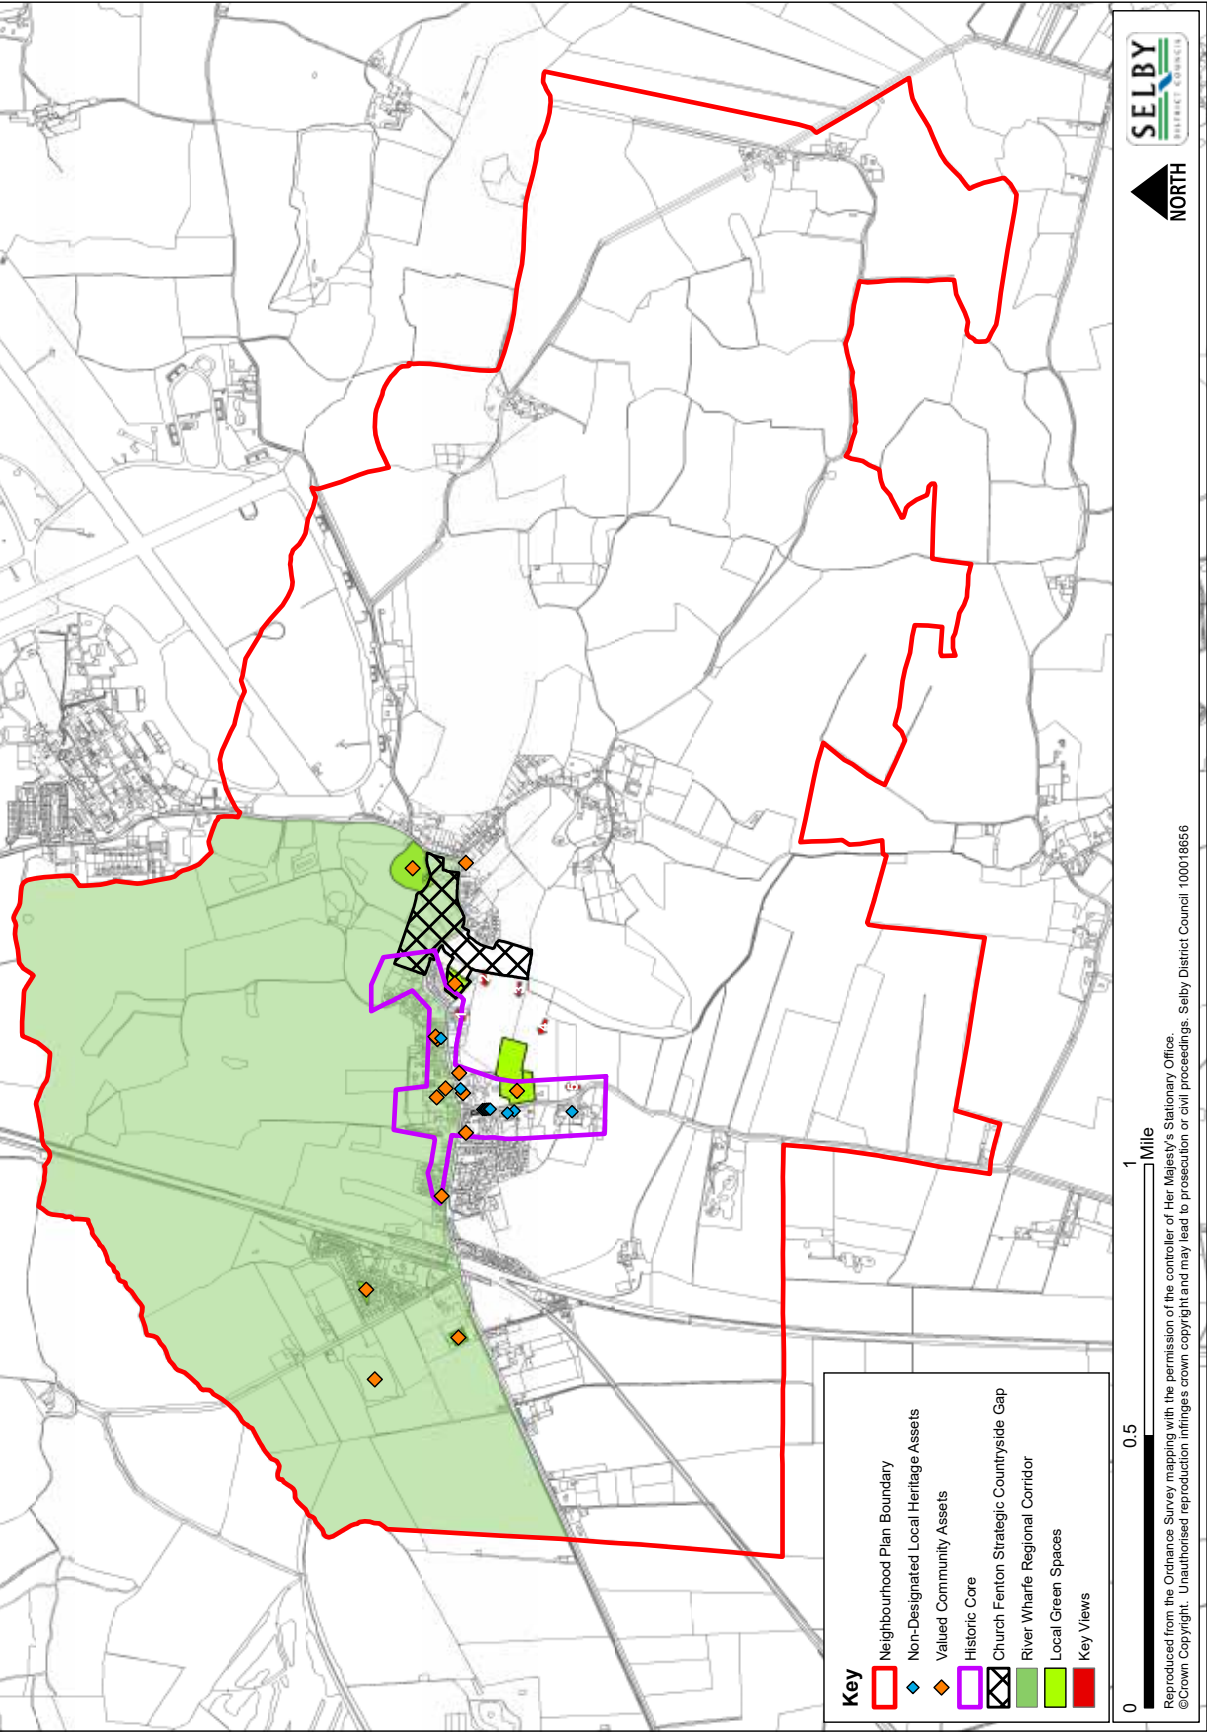 SELBY
DISTRICT COUNCIL
NORTH
Key
Neighbourhood Plan Boundary
Non-Designated Local Heritage Assets
Valued Community Assets
Historic Core
Church Fenton Strategic Countryside Gap
River Wharfe Regional Corridor
Local Green Spaces
Key Views
0
0.5
1
Mile
Reproduced from the Ordnance Survey mapping with the permission of the controller of Her Majesty's Stationary Office.
©Crown Copyright. Unauthorised reproduction infringes crown copyright and may lead to prosecution or civil proceedings. Selby District Council 100018656